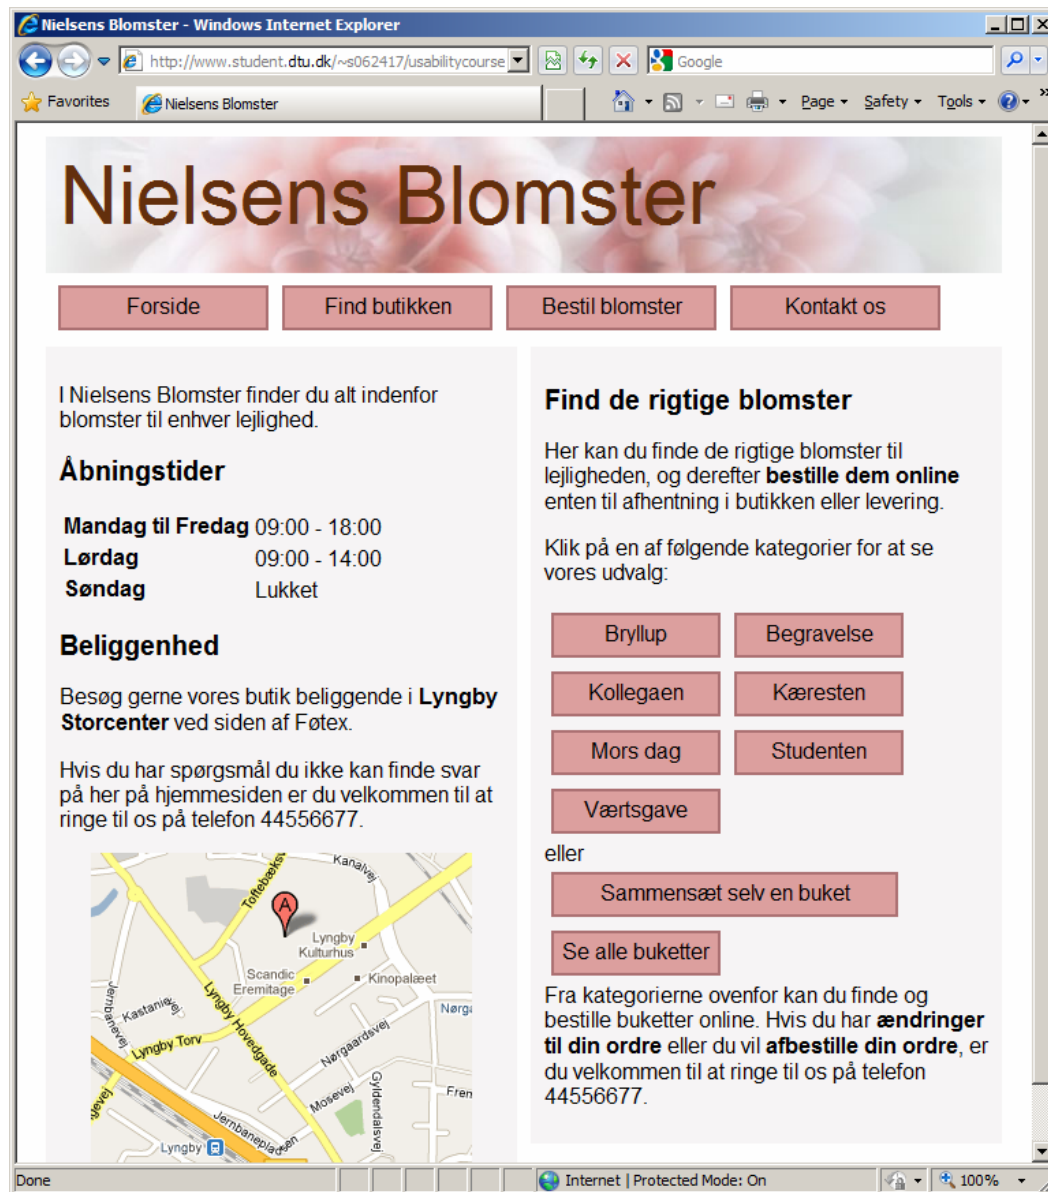 Nielsens Blomster - Windows Internet Explorer
http://www.student.dtu.dk/~s062417/usabilitycourse
Google
Favorites
Nielsens Blomster
Page
Safety
Tools
»
Nielsens Blomster
Forside
Find butikken
Bestil blomster
Kontakt os
I Nielsens Blomster finder du alt indenfor
blomster til enhver lejlighed.
Åbningstider
Mandag til Fredag 09:00 - 18:00
Lørdag 09:00 - 14:00
Søndag Lukket
Beliggenhed
Besøg gerne vores butik beliggende i Lyngby
Storcenter ved siden af Føtex.
Hvis du har spørgsmål du ikke kan finde svar
på her på hjemmesiden er du velkommen til at
ringe til os på telefon 44556677.
Kanalvej
Toftebæksv
A
Lyngby
Kulturhus
Scandic
Eremitage
Kinopalæet
Jernbanevej
Kastanievej
Lyngby Hovedgade
Nørga
Lyngby Torv
Nørgaardsvej
Gyldendalsvej
Mosevej
Frem
gevej
Jernbanepladsen
Lyngby
Find de rigtige blomster
Her kan du finde de rigtige blomster til
lejligheden, og derefter bestille dem online
enten til afhentning i butikken eller levering.
Klik på en af følgende kategorier for at se
vores udvalg:
Bryllup
Begravelse
Kollegaen
Kæresten
Mors dag
Studenten
Værtsgave
eller
Sammensæt selv en buket
Se alle buketter
Fra kategorierne ovenfor kan du finde og
bestille buketter online. Hvis du har ændringer
til din ordre eller du vil afbestille din ordre, er
du velkommen til at ringe til os på telefon
44556677.
Done
Internet | Protected Mode: On
100%